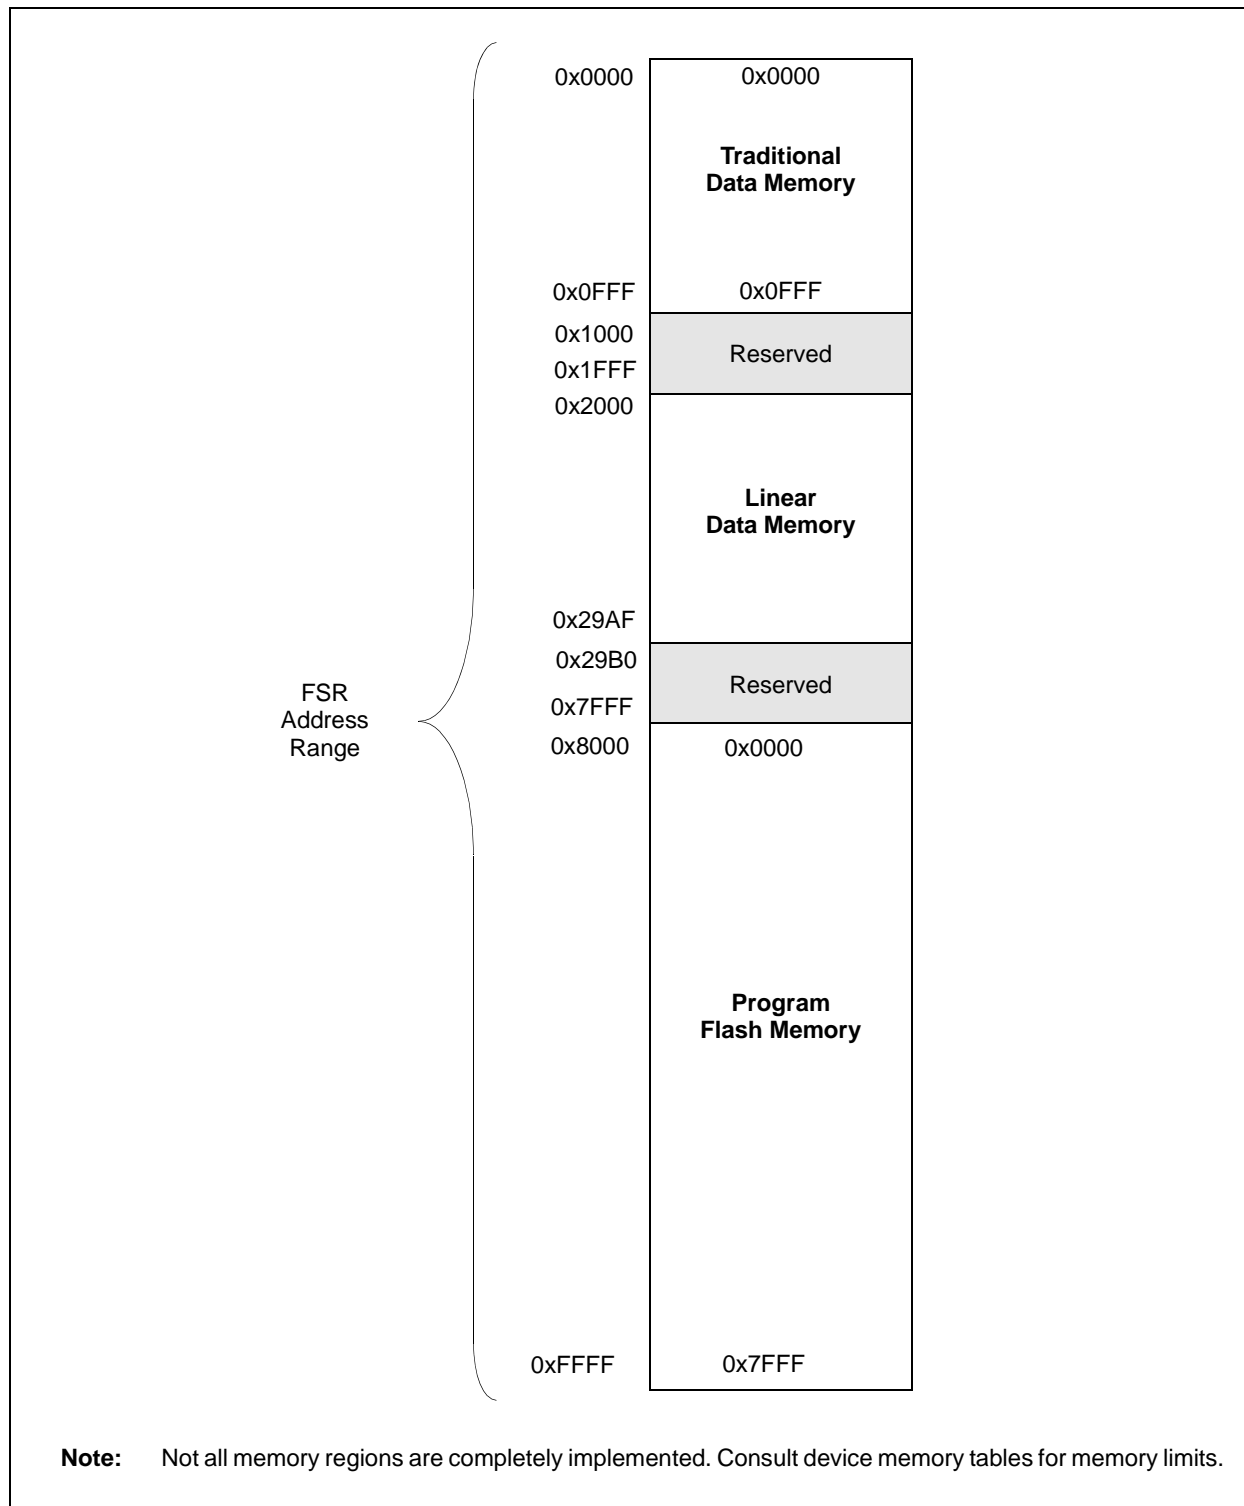 0x0000 0x0000
Traditional
Data Memory
0x0FFF 0x0FFF
0x1000
Reserved
0x1FFF
0x2000
Linear
Data Memory
0x29AF
0x29B0
Reserved
0x7FFF
FSR
Address
Range
0x8000 0x0000
Program
Flash Memory
0xFFFF 0x7FFF
Note: Not all memory regions are completely implemented. Consult device memory tables for memory limits.